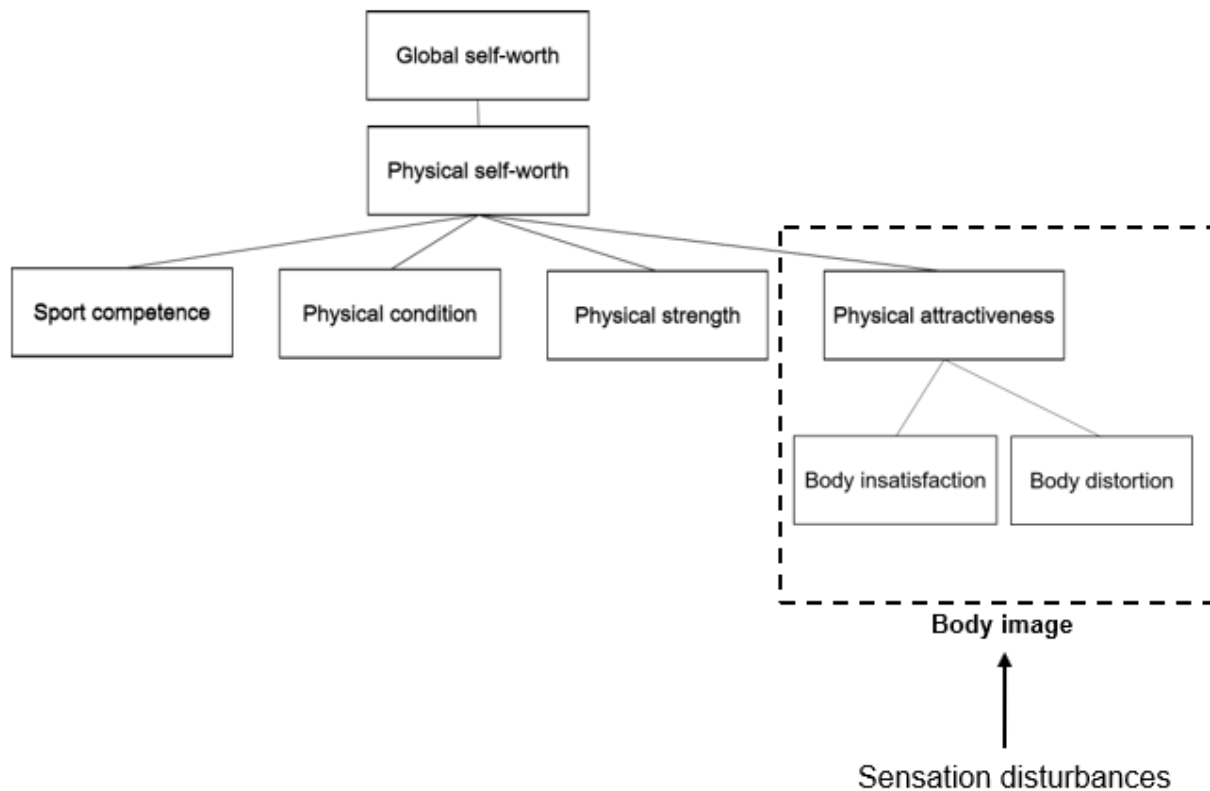 Global self-worth
Physical self-worth
Sport competence
Physical condition
Physical strength
Physical attractiveness
Body insatisfaction
Body distortion
Body image
Sensation disturbances